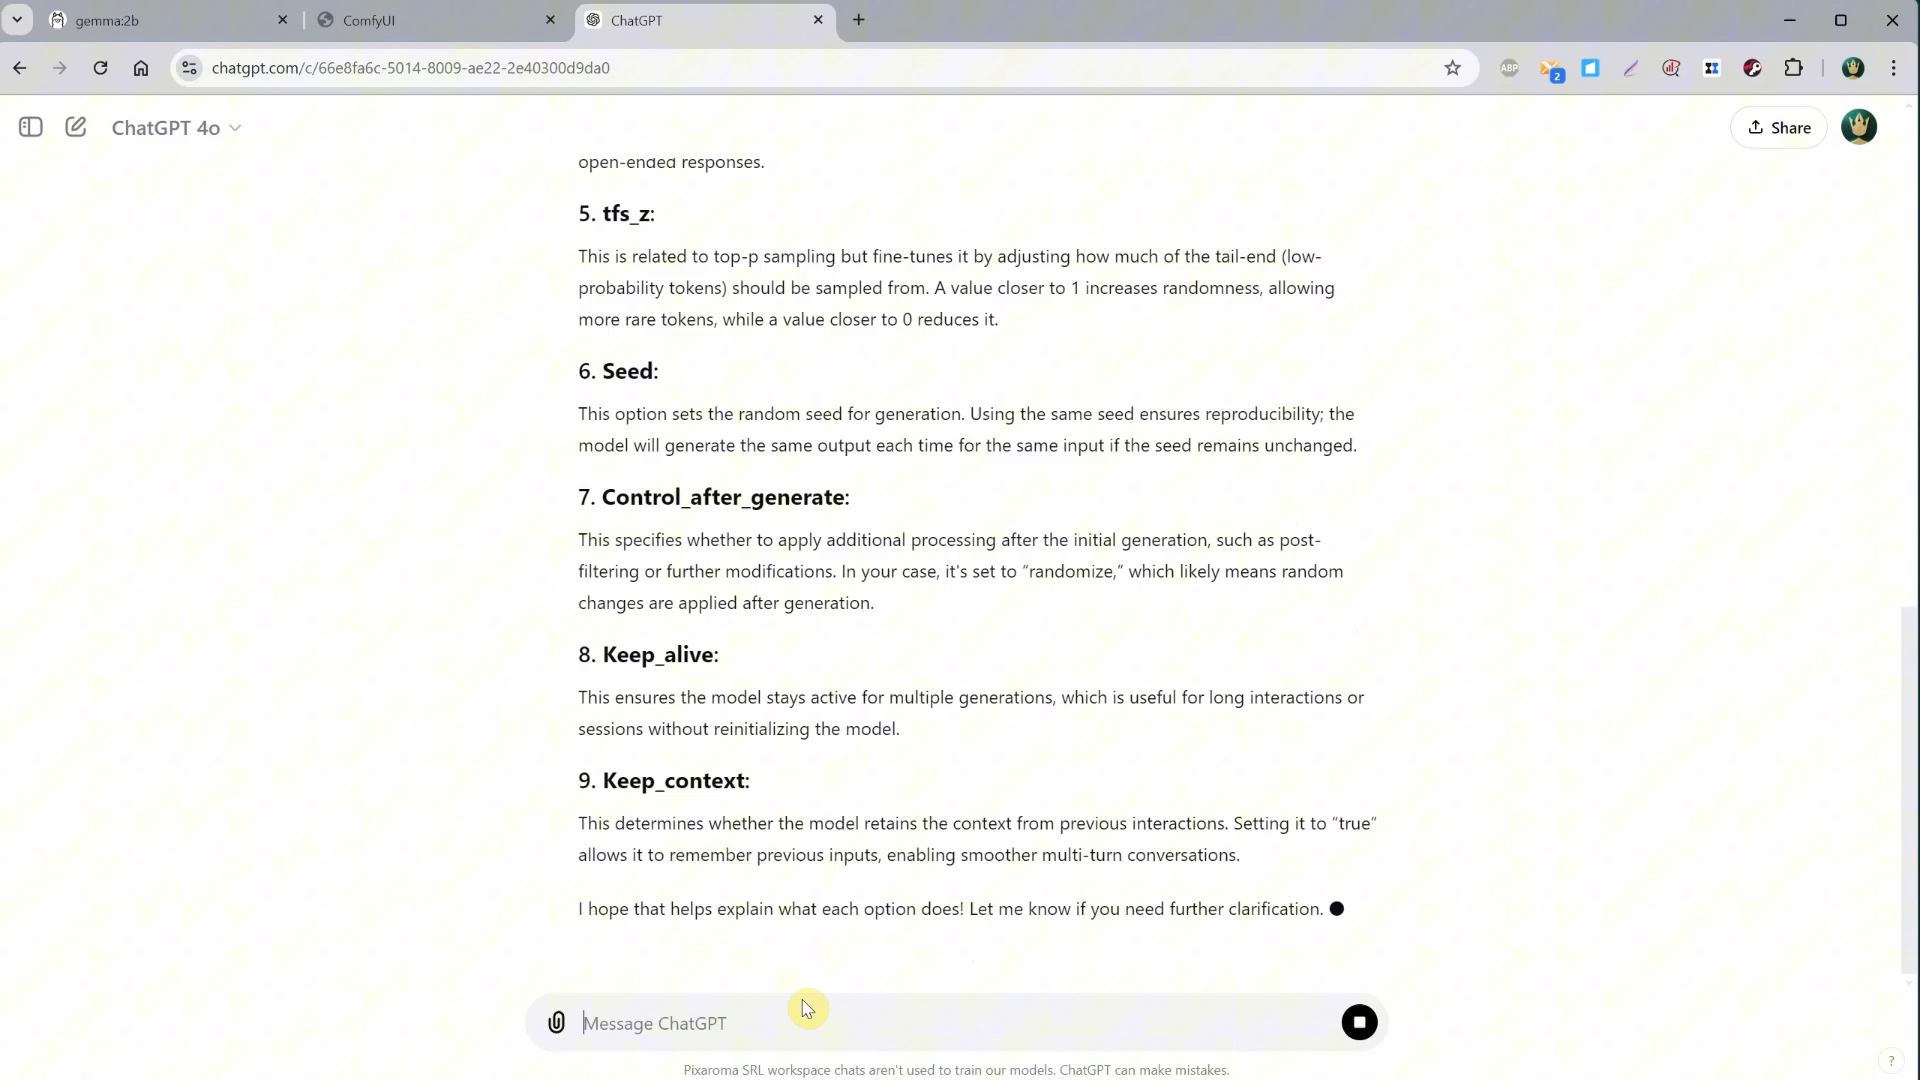 gemma:2b
ComfyUI
ChatGPT
chatgpt.com/c/66e8fa6c-5014-8009-ae22-2e40300d9da0
ABP
2
ChatGPT 4o
Share
open-ended responses.
5. tfs_z:
This is related to top-p sampling but fine-tunes it by adjusting how much of the tail-end (low-
probability tokens) should be sampled from. A value closer to 1 increases randomness, allowing
more rare tokens, while a value closer to 0 reduces it.
6. Seed:
This option sets the random seed for generation. Using the same seed ensures reproducibility; the
model will generate the same output each time for the same input if the seed remains unchanged.
7. Control_after_generate:
This specifies whether to apply additional processing after the initial generation, such as post-
filtering or further modifications. In your case, it's set to “randomize,” which likely means random
changes are applied after generation.
8. Keep_alive:
This ensures the model stays active for multiple generations, which is useful for long interactions or
sessions without reinitializing the model.
9. Keep_context:
This determines whether the model retains the context from previous interactions. Setting it to “true”
allows it to remember previous inputs, enabling smoother multi-turn conversations.
I hope that helps explain what each option does! Let me know if you need further clarification.
Message ChatGPT
Pixaroma SRL workspace chats aren't used to train our models. ChatGPT can make mistakes.
?